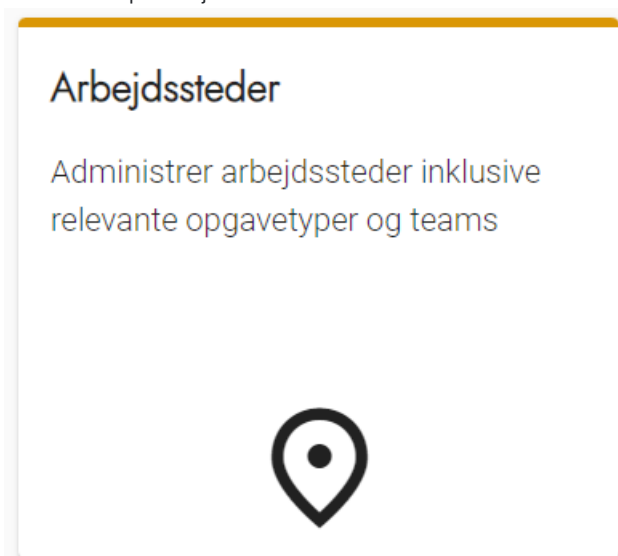 Arbejdssteder
Administrer arbejdssteder inklusive
relevante opgavetyper og teams